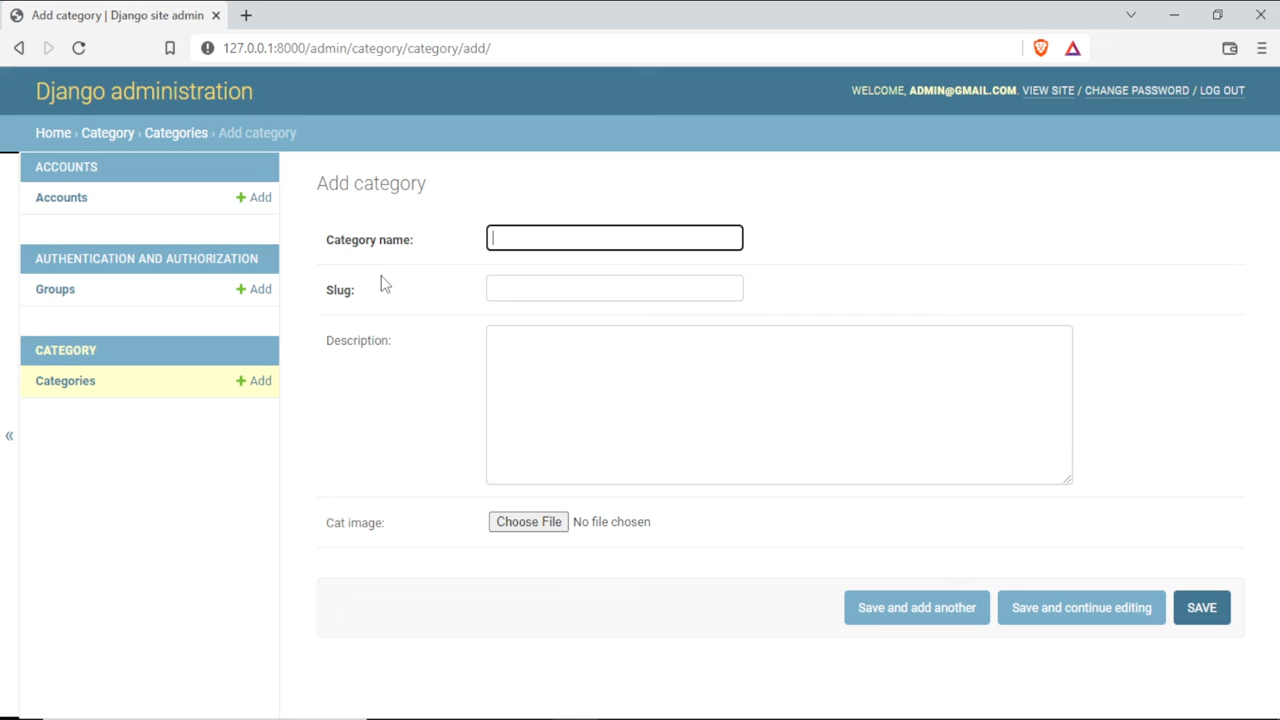 Add category | Django site admin
127.0.0.1:8000/admin/category/category/add/
Django administration
WELCOME, ADMIN@GMAIL.COM. VIEW SITE / CHANGE PASSWORD / LOG OUT
Home › Category › Categories › Add category
ACCOUNTS
Accounts
+ Add
AUTHENTICATION AND AUTHORIZATION
Groups
+ Add
CATEGORY
Categories
+ Add
«
Add category
Category name:
Slug:
Description:
Cat image:
Choose File No file chosen
Save and add another
Save and continue editing
SAVE